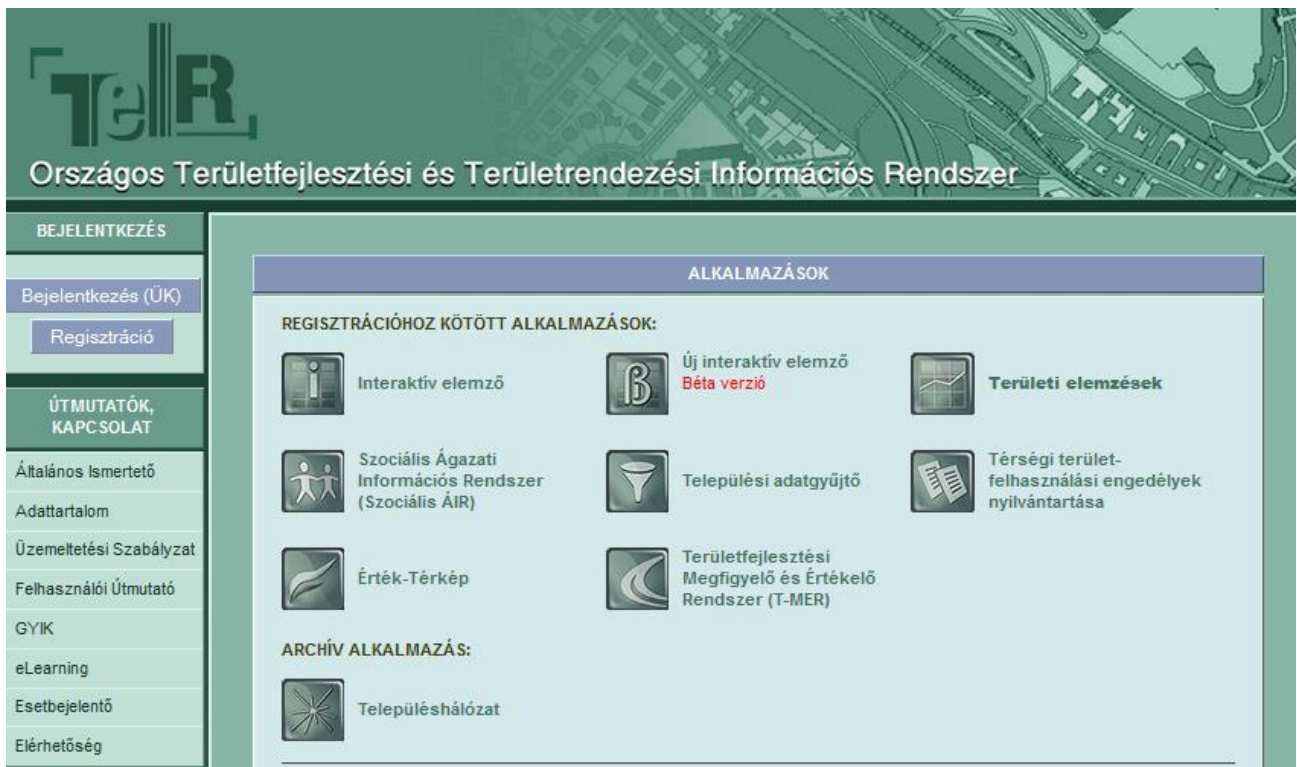 TeIR
Országos Területfejlesztési és Területrendezési Információs Rendszer
BEJELENTKEZÉS
Bejelentkezés (ÜK)
Regisztráció
ÚTMUTATÓK,
KAPCSOLAT
Általános Ismertető
Adattartalom
Üzemeltetési Szabályzat
Felhasználói Útmutató
GYIK
eLearning
Esetbejelentő
Elérhetőség
ALKALMAZÁSOK
REGISZTRÁCIÓHOZ KÖTÖTT ALKALMAZÁSOK:
Interaktív elemző
Új interaktív elemző
Béta verzió
Területi elemzések
Szociális Ágazati
Információs Rendszer
(Szociális ÁIR)
Települési adatgyűjtő
Térségi terület-
felhasználási engedélyek
nyilvántartása
Érték-Térkép
Területfejlesztési
Megfigyelő és Értékelő
Rendszer (T-MER)
ARCHÍV ALKALMAZÁS:
Településhálózat